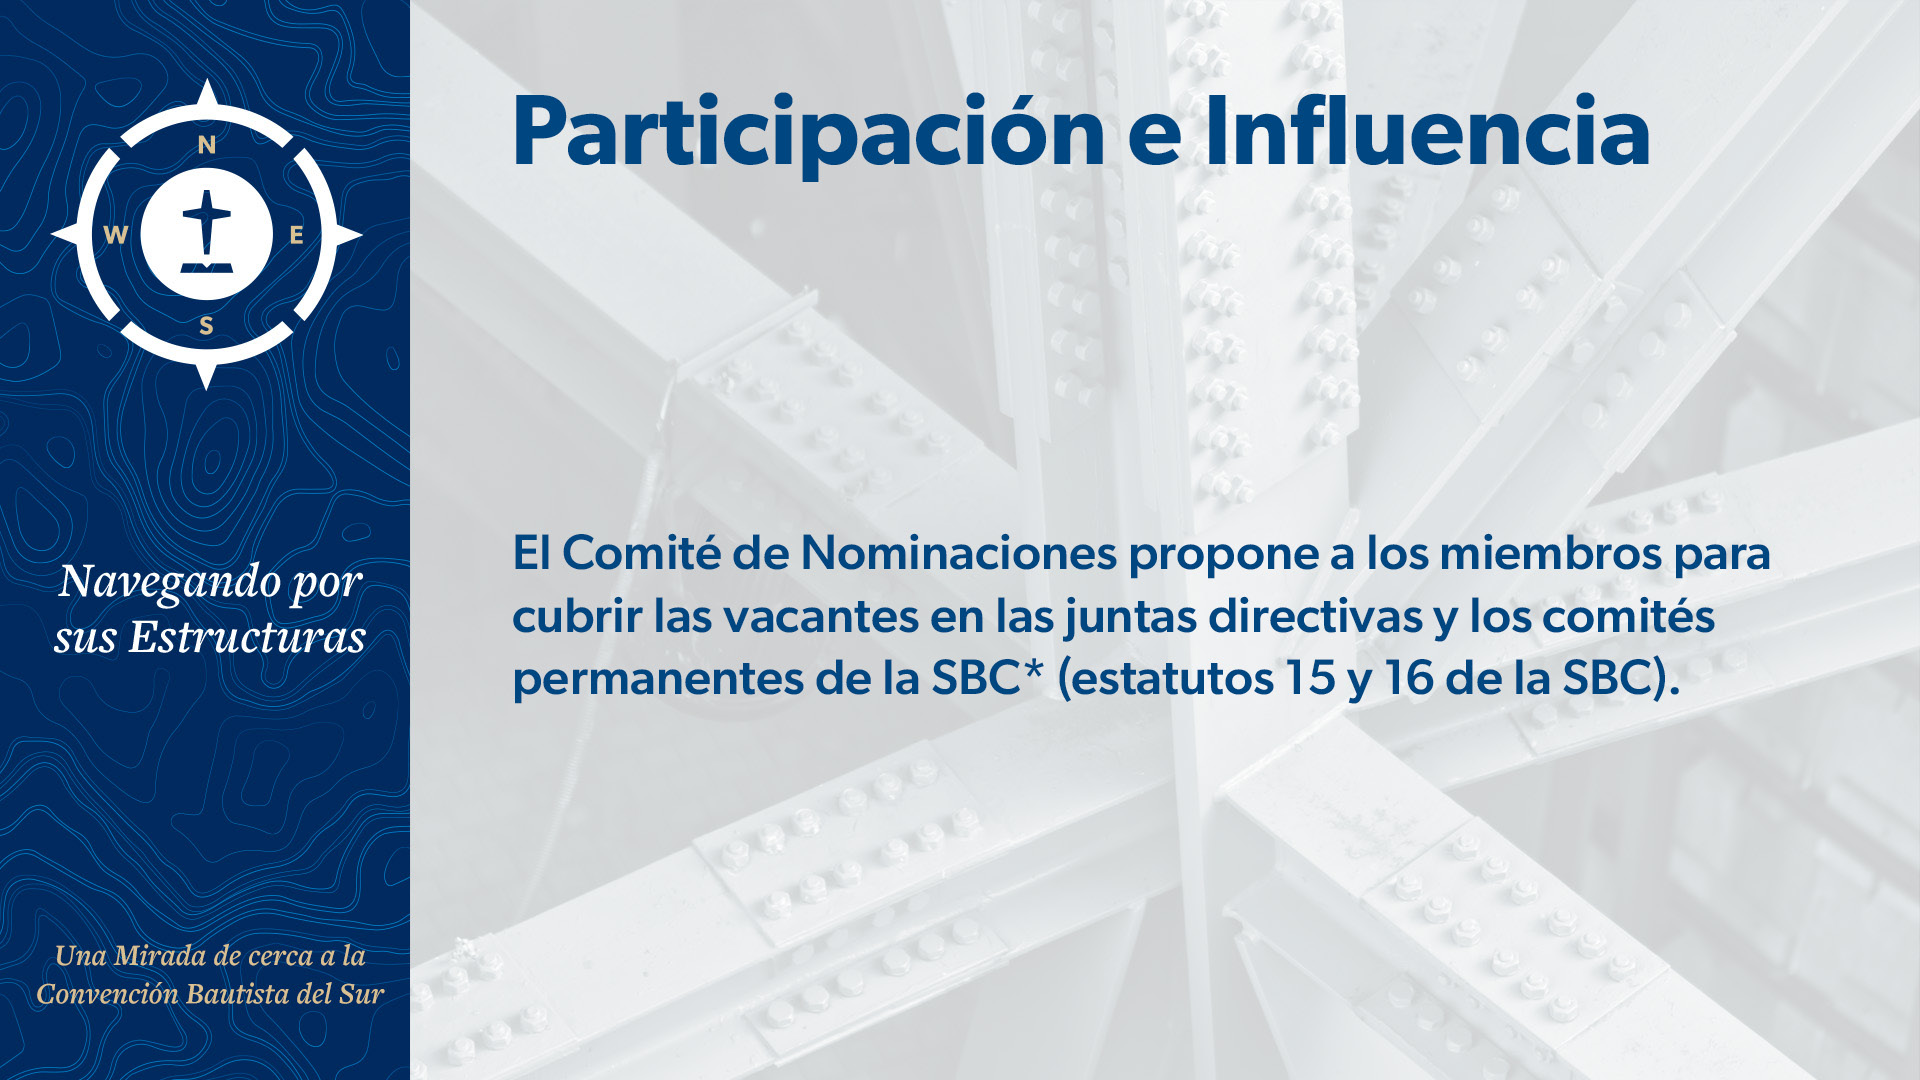 N
W
E
S
Navegando por
sus Estructuras
Una Mirada de cerca a la
Convención Bautista del Sur
Participación e Influencia
El Comité de Nominaciones propone a los miembros para
cubrir las vacantes en las juntas directivas y los comités
permanentes de la SBC* (estatutos 15 y 16 de la SBC).